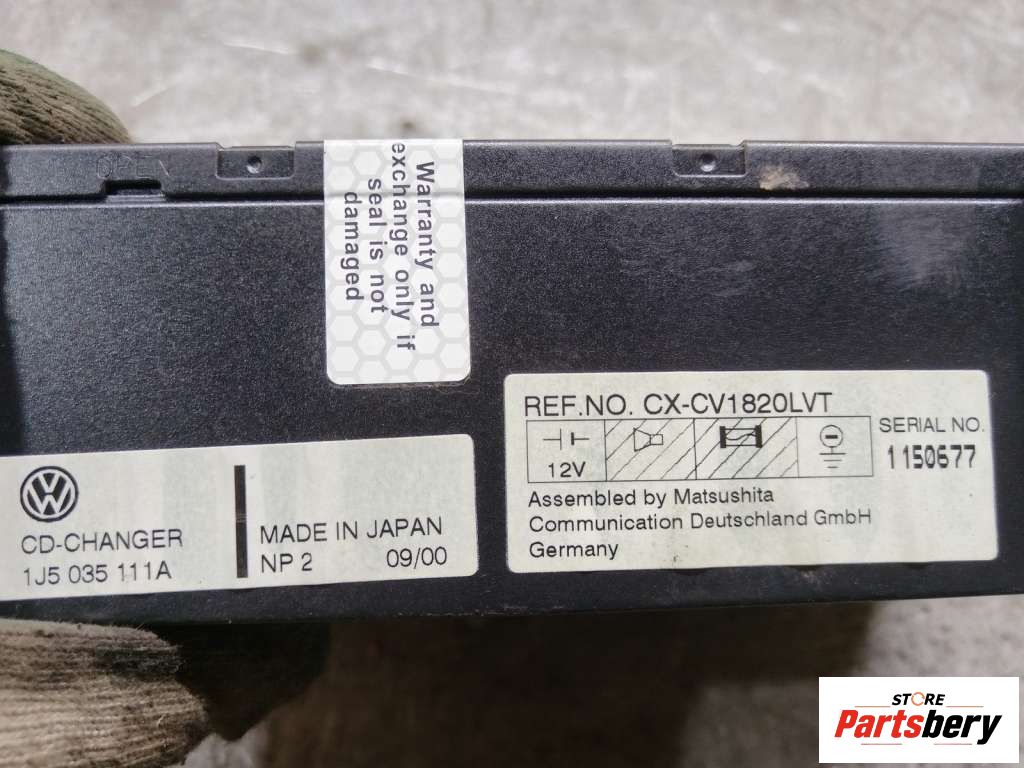 Warranty and
exchange only if
seal is not
damaged
REF.NO. CX-CV1820LVT
12V
SERIAL NO.
1150677
Assembled by Matsushita
Communication Deutschland GmbH
Germany
VW
CD-CHANGER
1J5 035 111A
MADE IN JAPAN
NP 2 09/00
STORE
Partsbery